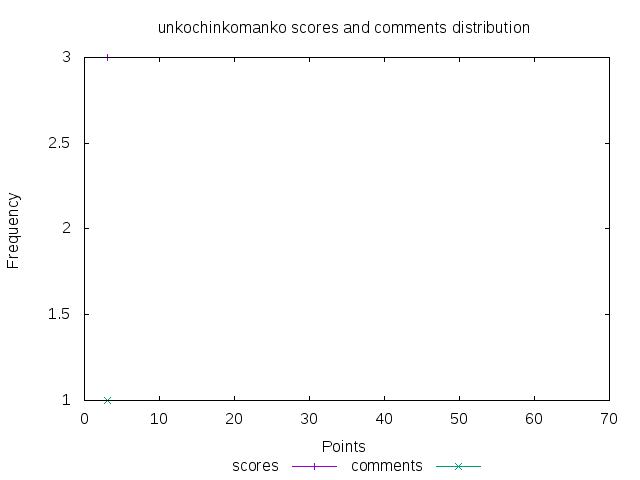 unkochinkomanko scores and comments distribution
3
2.5
2
1.5
1
Frequency
0 10 20 30 40 50 60 70
Points
scores comments